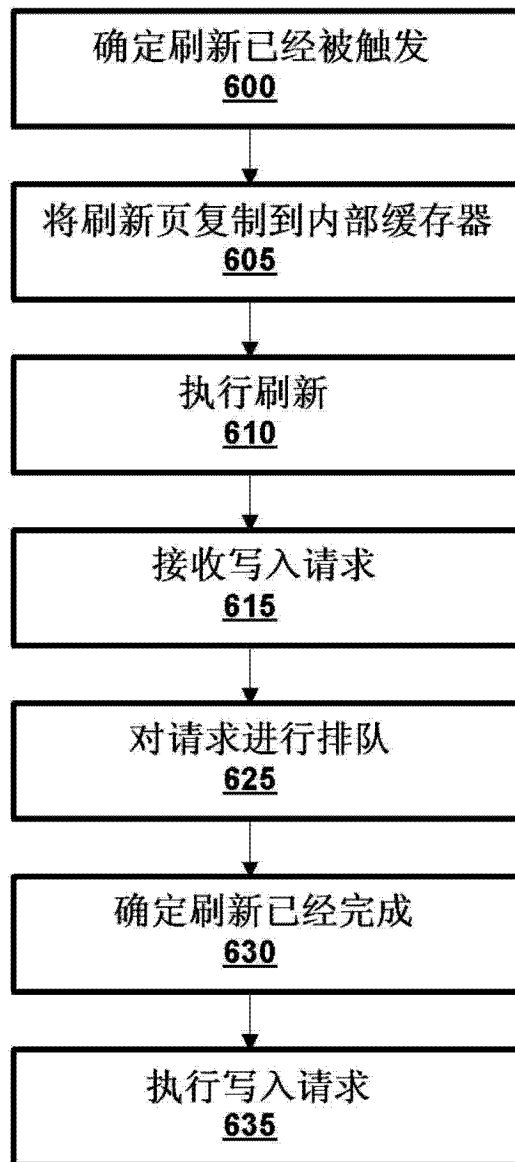 确定刷新已经被触发
600
将刷新页复制到内部缓存器
605
执行刷新
610
接收写入请求
615
对请求进行排队
625
确定刷新已经完成
630
执行写入请求
635